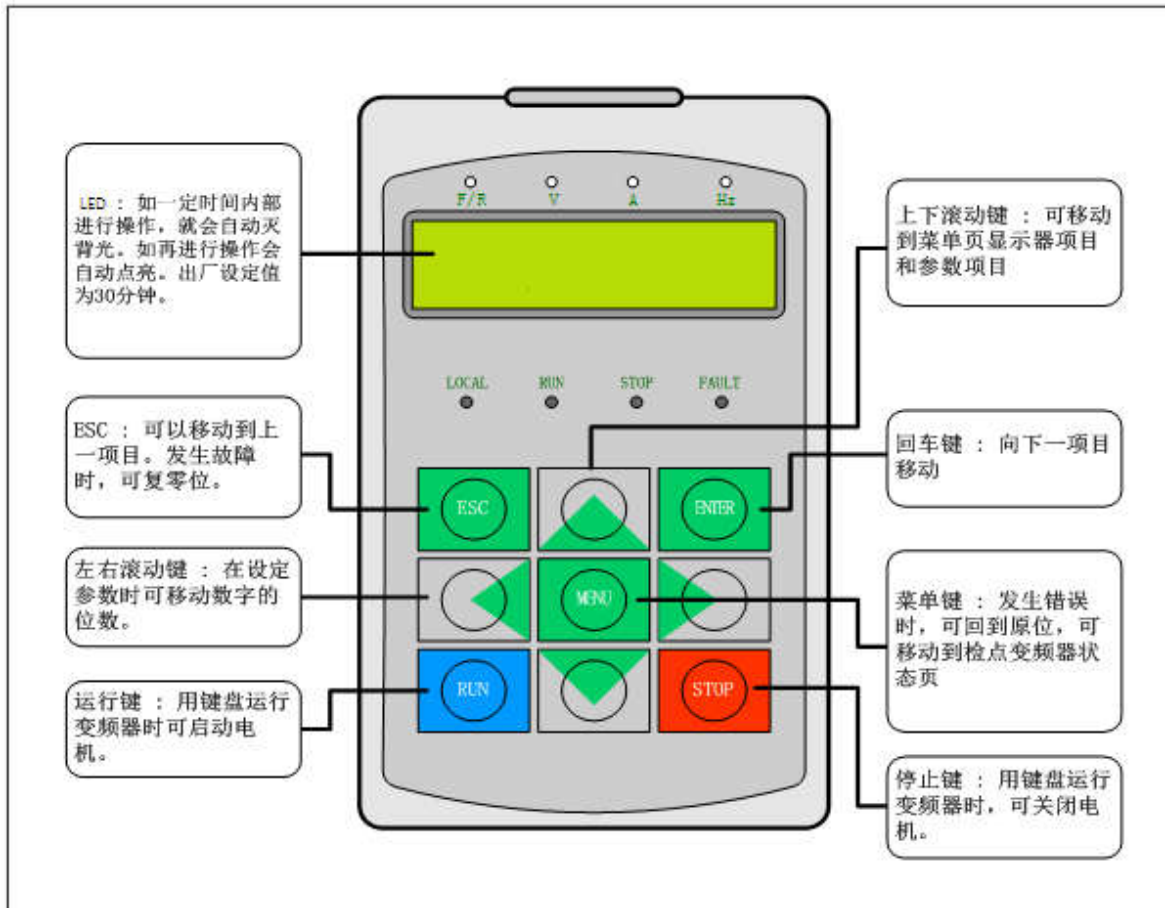 LED : 如一定时间内部
进行操作，就会自动灭
背光。如再进行操作会
自动点亮。出厂设定值
为30分钟。
ESC : 可以移动到上
一项目。发生故障
时，可复零位。
左右滚动键 : 在设定
参数时可移动数字的
位数。
运行键 : 用键盘运行
变频器时可启动电
机。
F/R V A Hz
LOCAL RUN STOP FAULT
ESC ENTER
MENU
RUN STOP
上下滚动键 : 可移动
到菜单页显示器项目
和参数项目
回车键 : 向下一项目
移动
菜单键 : 发生错误
时，可回到原位，可
移动到检点变频器状
态页
停止键 : 用键盘运行
变频器时，可关闭电
机。